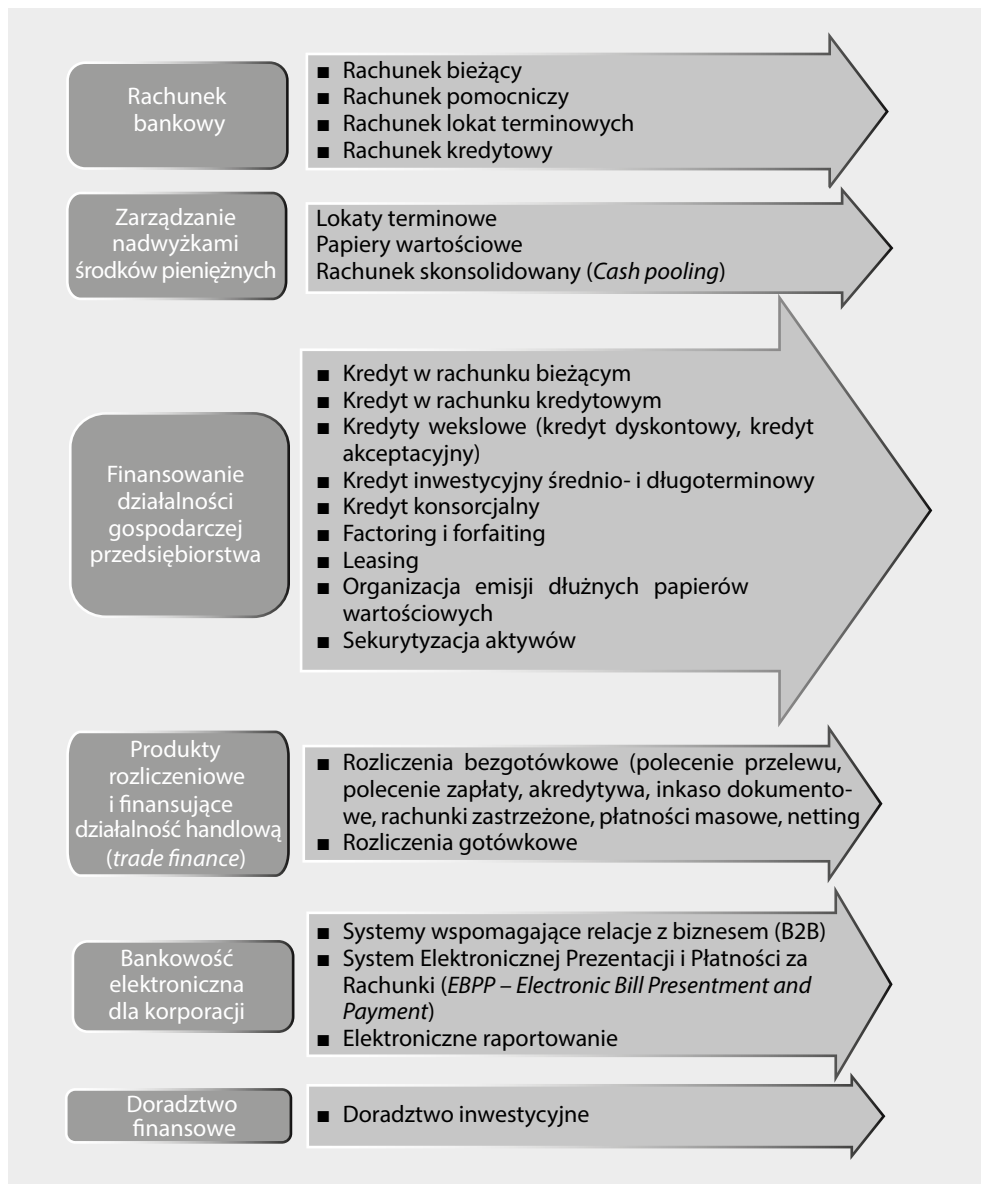 Rachunek
bankowy
■ Rachunek bieżący
■ Rachunek pomocniczy
■ Rachunek lokat terminowych
■ Rachunek kredytowy
Zarządzanie
nadwyżkami
środków pieniężnych
Lokaty terminowe
Papiery wartościowe
Rachunek skonsolidowany (Cash pooling)
Finansowanie
działalności
gospodarczej
przedsiębiorstwa
■ Kredyt w rachunku bieżącym
■ Kredyt w rachunku kredytowym
■ Kredyty wekslowe (kredyt dyskontowy, kredyt
akceptacyjny)
■ Kredyt inwestycyjny średnio- i długoterminowy
■ Kredyt konsorcjalny
■ Factoring i forfaiting
■ Leasing
■ Organizacja emisji dłużnych papierów
wartościowych
■ Sekurytyzacja aktywów
Produkty
rozliczeniowe
i finansujące
działalność handlową
(trade finance)
■ Rozliczenia bezgotówkowe (polecenie przelewu,
polecenie zapłaty, akredytywa, inkaso dokumento-
we, rachunki zastrzeżone, płatności masowe, netting
■ Rozliczenia gotówkowe
Bankowość
elektroniczna
dla korporacji
■ Systemy wspomagające relacje z biznesem (B2B)
■ System Elektronicznej Prezentacji i Płatności za
Rachunki (EBPP – Electronic Bill Presentment and
Payment)
■ Elektroniczne raportowanie
Doradztwo
finansowe
■ Doradztwo inwestycyjne